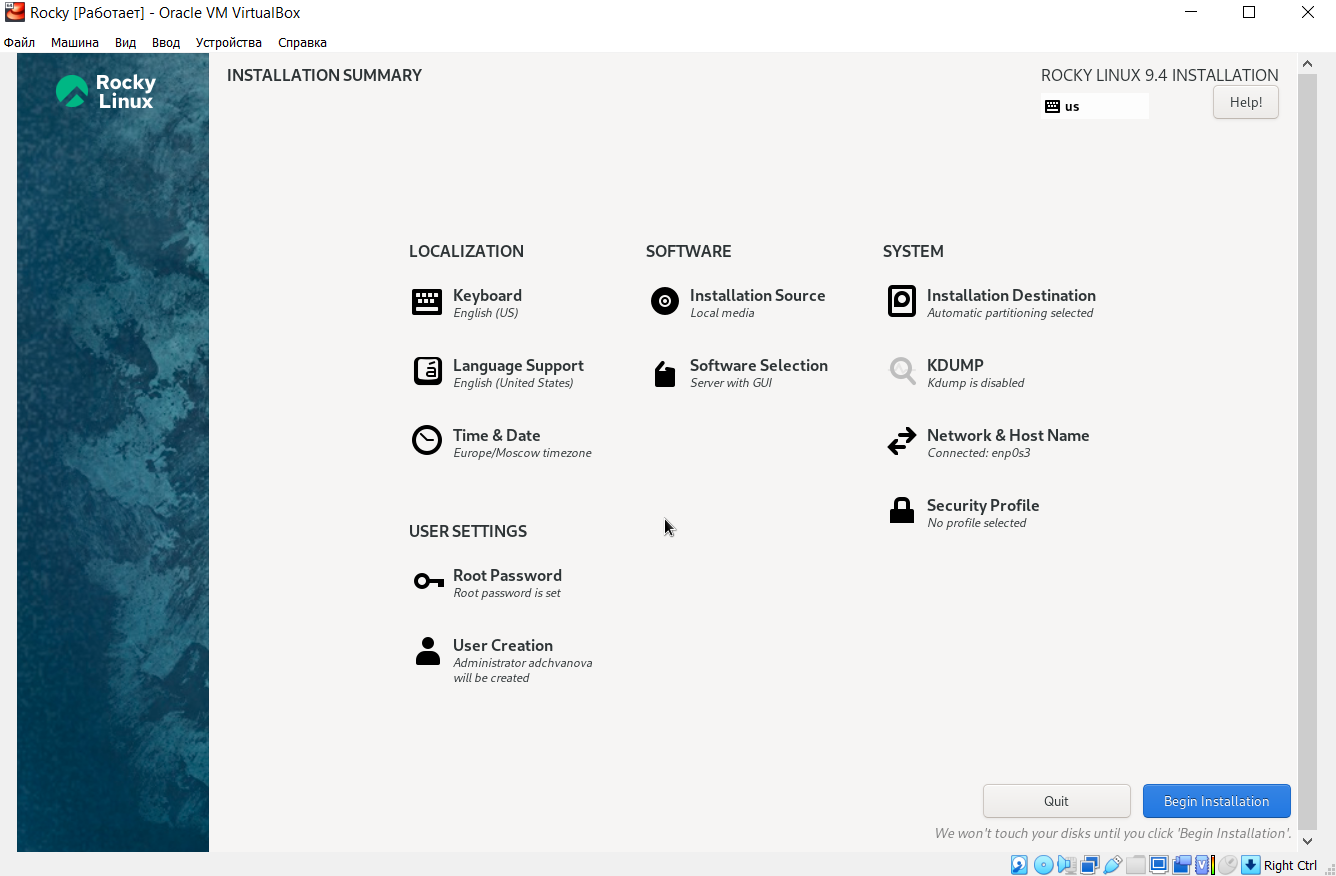 Rocky [Работает] - Oracle VM VirtualBox
Файл Машина Вид Ввод Устройства Справка
Rocky
Linux
INSTALLATION SUMMARY
ROCKY LINUX 9.4 INSTALLATION
us
Help!
LOCALIZATION
Keyboard
English (US)
Language Support
English (United States)
Time & Date
Europe/Moscow timezone
SOFTWARE
Installation Source
Local media
Software Selection
Server with GUI
SYSTEM
Installation Destination
Automatic partitioning selected
KDUMP
Kdump is disabled
Network & Host Name
Connected: enp0s3
Security Profile
No profile selected
USER SETTINGS
Root Password
Root password is set
User Creation
Administrator adchvanova
will be created
Quit
Begin Installation
We won't touch your disks until you click 'Begin Installation'.
Right Ctrl